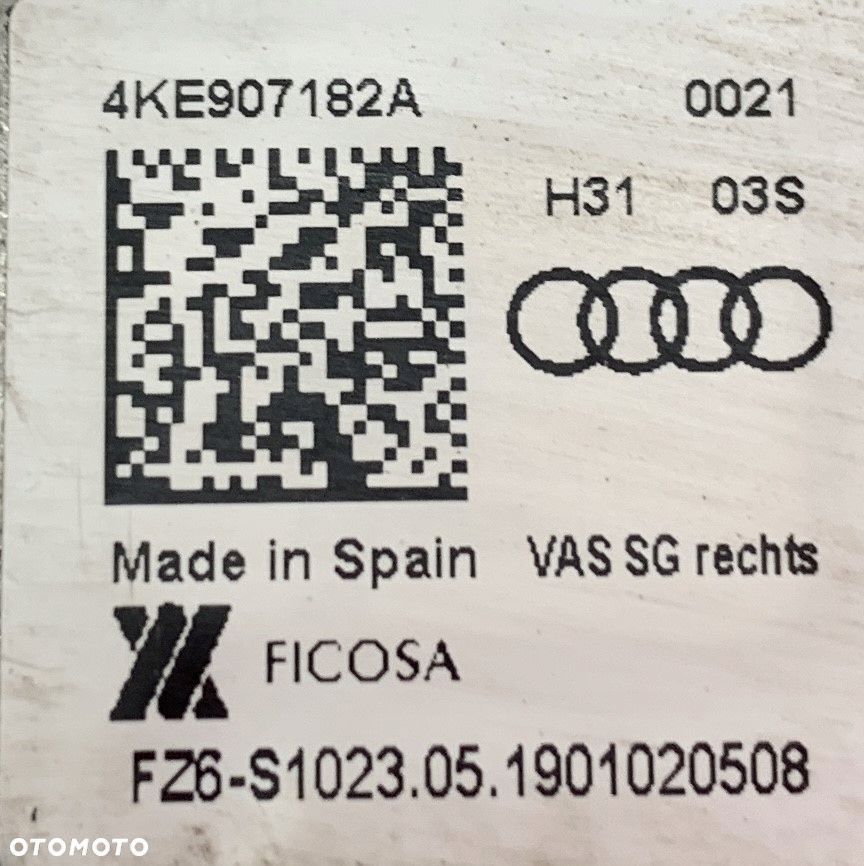 4KE907182A 0021
H31 03S
Made in Spain VAS SG rechts
FICOSA
FZ6-S1023.05.1901020508
OTOMOTO